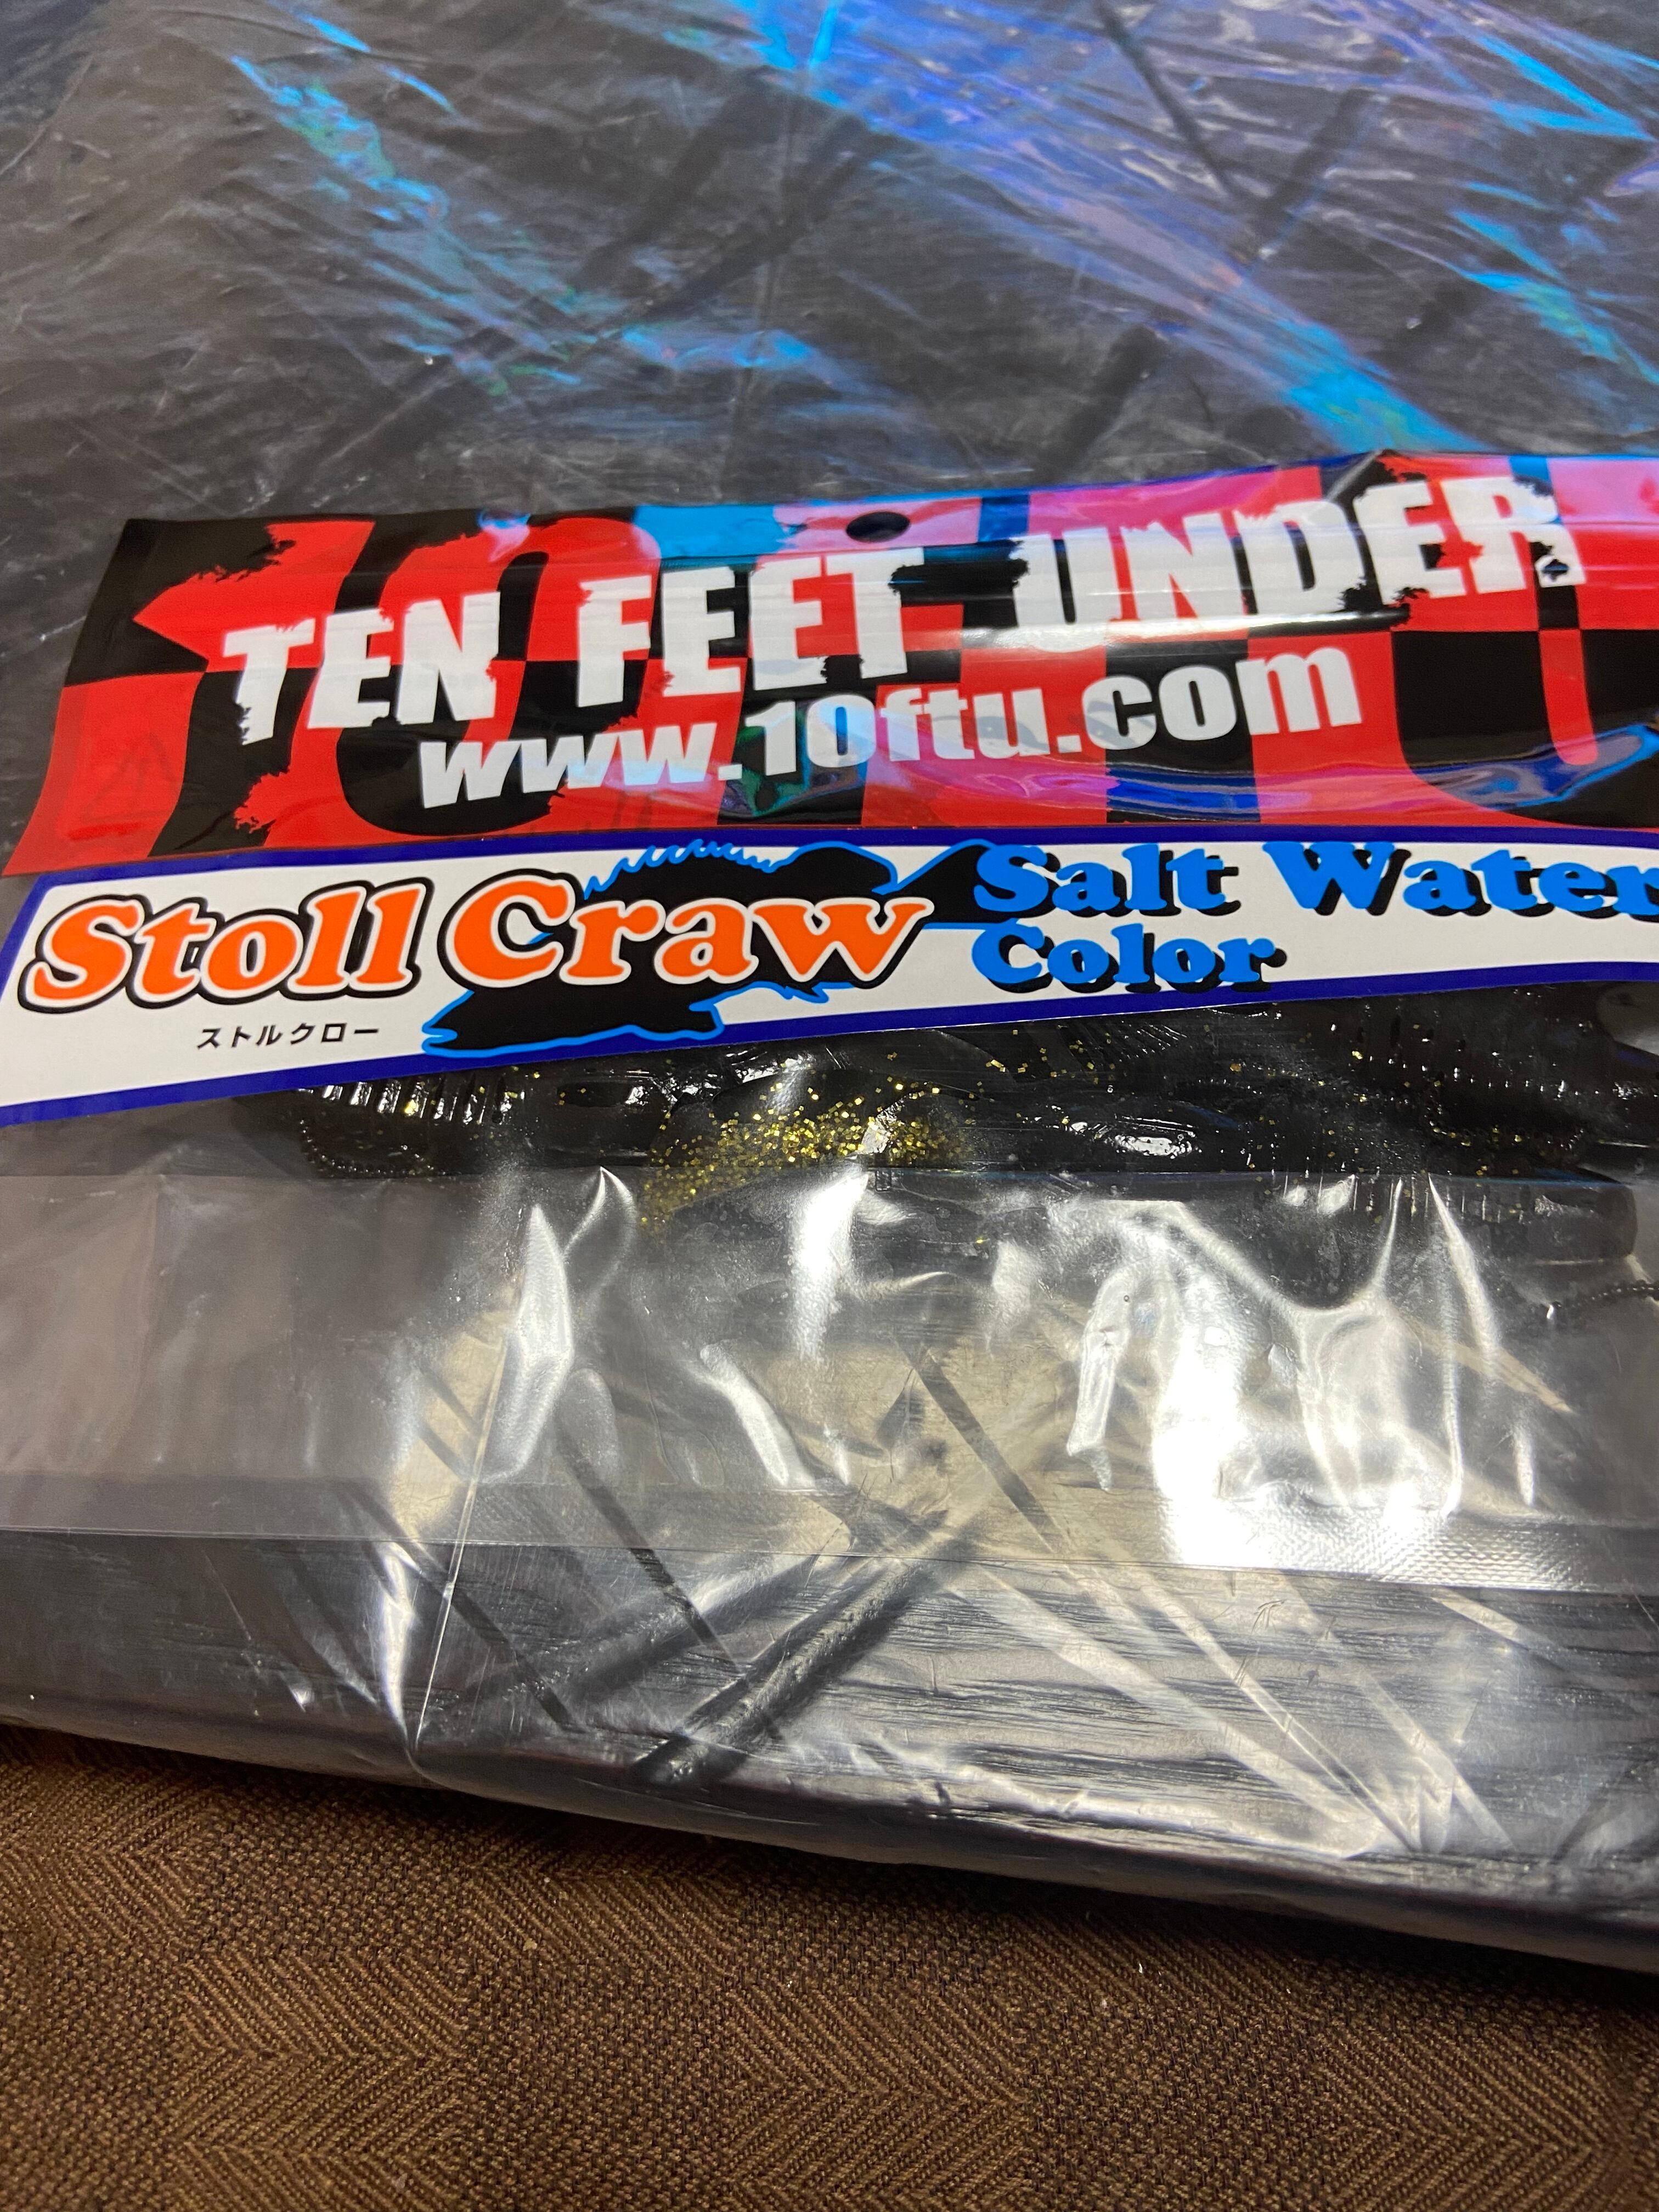 TEN FEET UNDER
www.10ftu.com
Stoll Craw
Salt Water
Color
ストルクロー